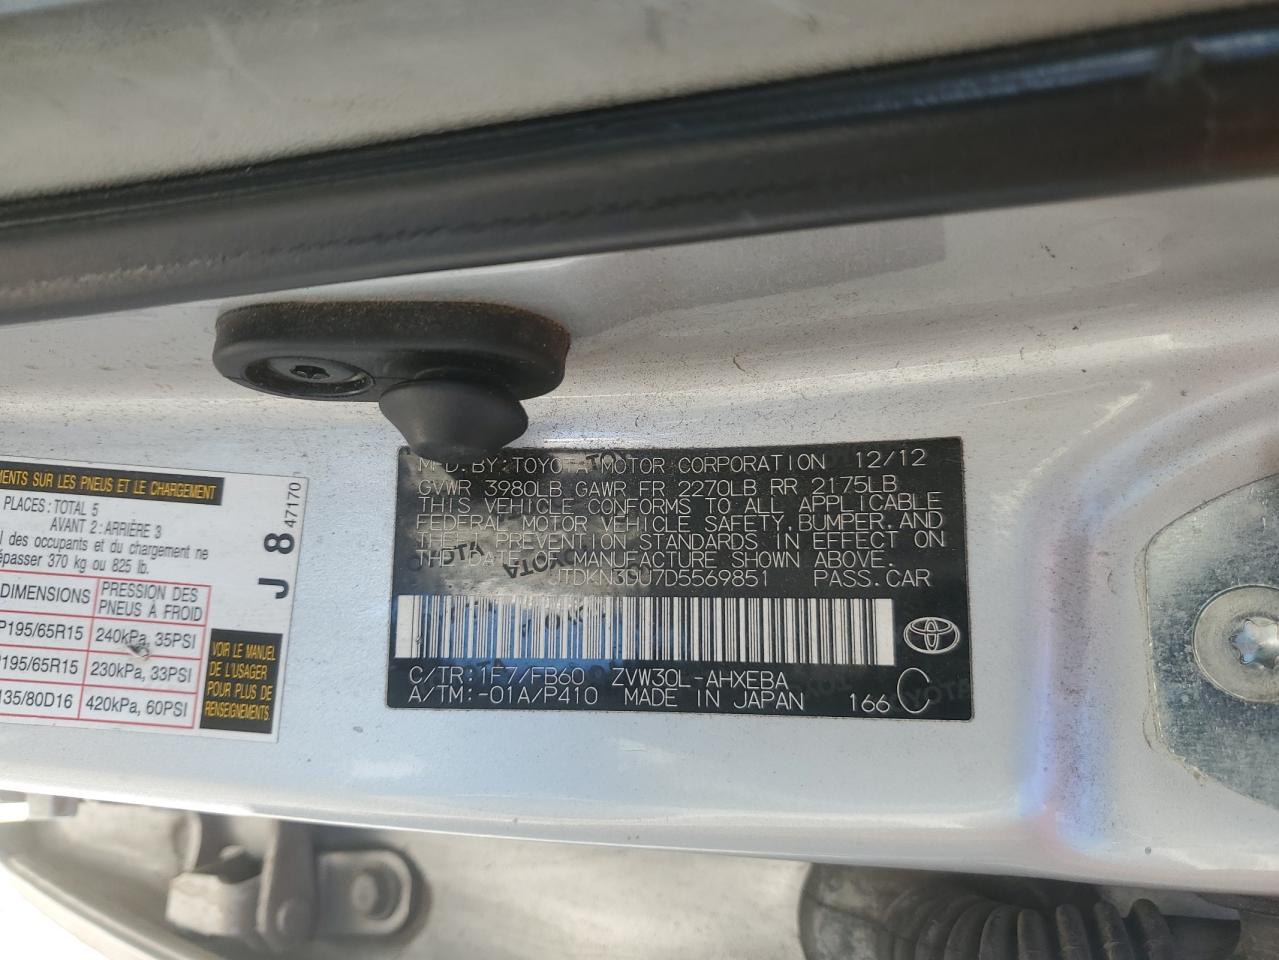 MFD. BY: TOYOTA MOTOR CORPORATION 12/12
GVWR 3980LB GAWR FR 2270LB RR 2175LB
THIS VEHICLE CONFORMS TO ALL APPLICABLE
FEDERAL MOTOR VEHICLE SAFETY, BUMPER, AND
THEFT PREVENTION STANDARDS IN EFFECT ON
THE DATE OF MANUFACTURE SHOWN ABOVE.
JTDKN3DU7D5569851 PASS. CAR
C/TR: 1F7/FB60 ZVW30L-AHXEBA
A/TM: -01A/P410 MADE IN JAPAN 166 C
TOYOTA
SUR LES PNEUS ET LE CHARGEMENT
PLACES: TOTAL 5
AVANT 2: ARRIÈRE 3
des occupants et du chargement ne
370 kg ou 825 lb.
DIMENSIONS PRESSION DES PNEUS À FROID
P195/65R15 240kPa, 35PSI
P195/65R15 230kPa, 33PSI
135/80D16 420kPa, 60PSI
VOIR LE MANUEL
DE L'USAGER
POUR PLUS DE
RENSEIGNEMENTS.
J 8 47170